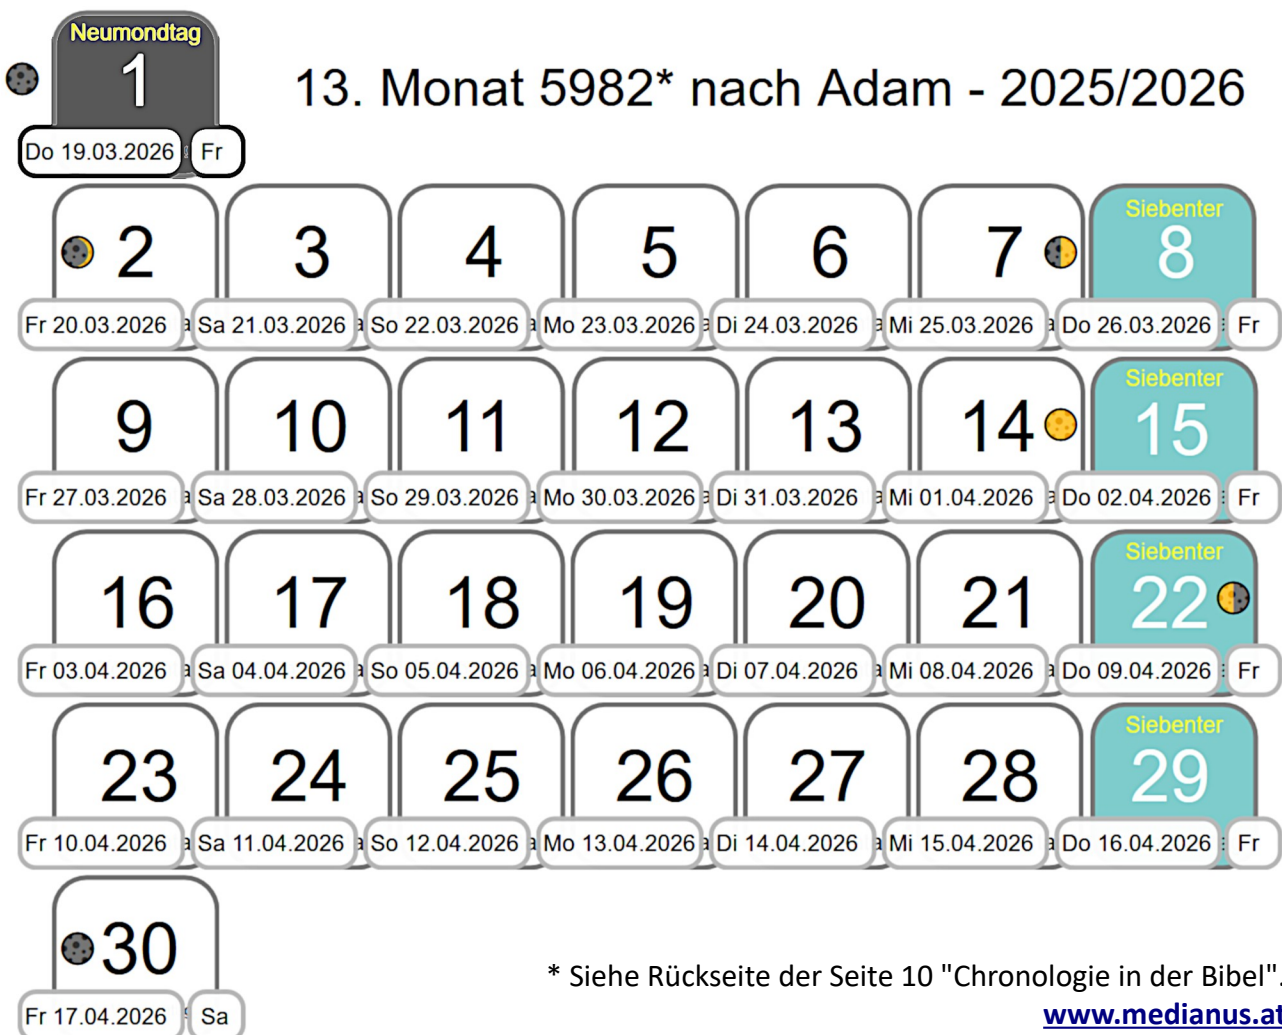 Neumondtag
1
13. Monat 5982* nach Adam - 2025/2026
Do 19.03.2026 Fr
Siebenter
2 3 4 5 6 7 8
Fr 20.03.2026 Sa 21.03.2026 So 22.03.2026 Mo 23.03.2026 Di 24.03.2026 Mi 25.03.2026 Do 26.03.2026 Fr
Siebenter
9 10 11 12 13 14 15
Fr 27.03.2026 Sa 28.03.2026 So 29.03.2026 Mo 30.03.2026 Di 31.03.2026 Mi 01.04.2026 Do 02.04.2026 Fr
Siebenter
16 17 18 19 20 21 22
Fr 03.04.2026 Sa 04.04.2026 So 05.04.2026 Mo 06.04.2026 Di 07.04.2026 Mi 08.04.2026 Do 09.04.2026 Fr
Siebenter
23 24 25 26 27 28 29
Fr 10.04.2026 Sa 11.04.2026 So 12.04.2026 Mo 13.04.2026 Di 14.04.2026 Mi 15.04.2026 Do 16.04.2026 Fr
30
* Siehe Rückseite der Seite 10 "Chronologie in der Bibel".
Fr 17.04.2026 Sa
www.medianus.at